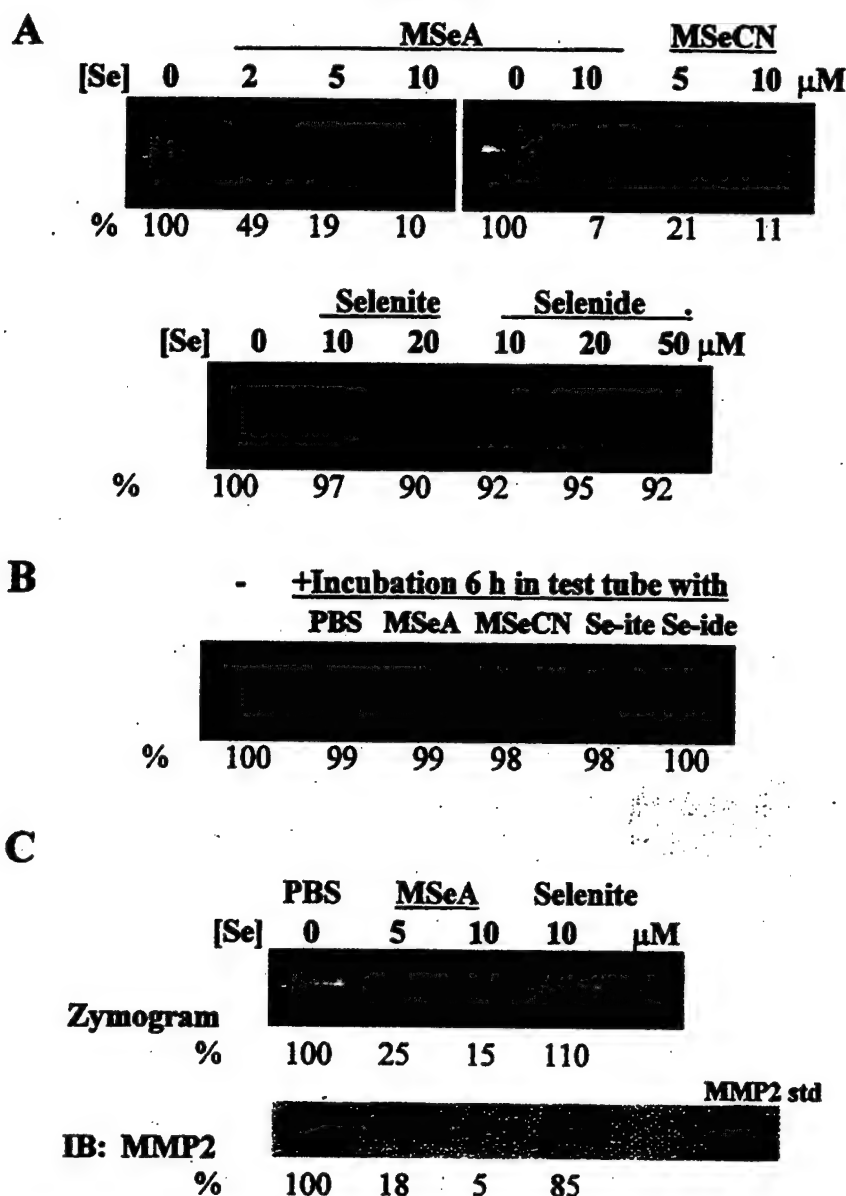 A
MSeA MSeCN
[Se] 0 2 5 10 0 10 5 10 μM
% 100 49 19 10 100 7 21 11
Selenite Selenide
[Se] 0 10 20 10 20 50 μM
% 100 97 90 92 95 92
B
- +Incubation 6 h in test tube with
PBS MSeA MSeCN Se-ite Se-ide
% 100 99 99 98 98 100
C
PBS MSeA Selenite
[Se] 0 5 10 10 μM
Zymogram
% 100 25 15 110
MMP2 std
IB: MMP2
% 100 18 5 85